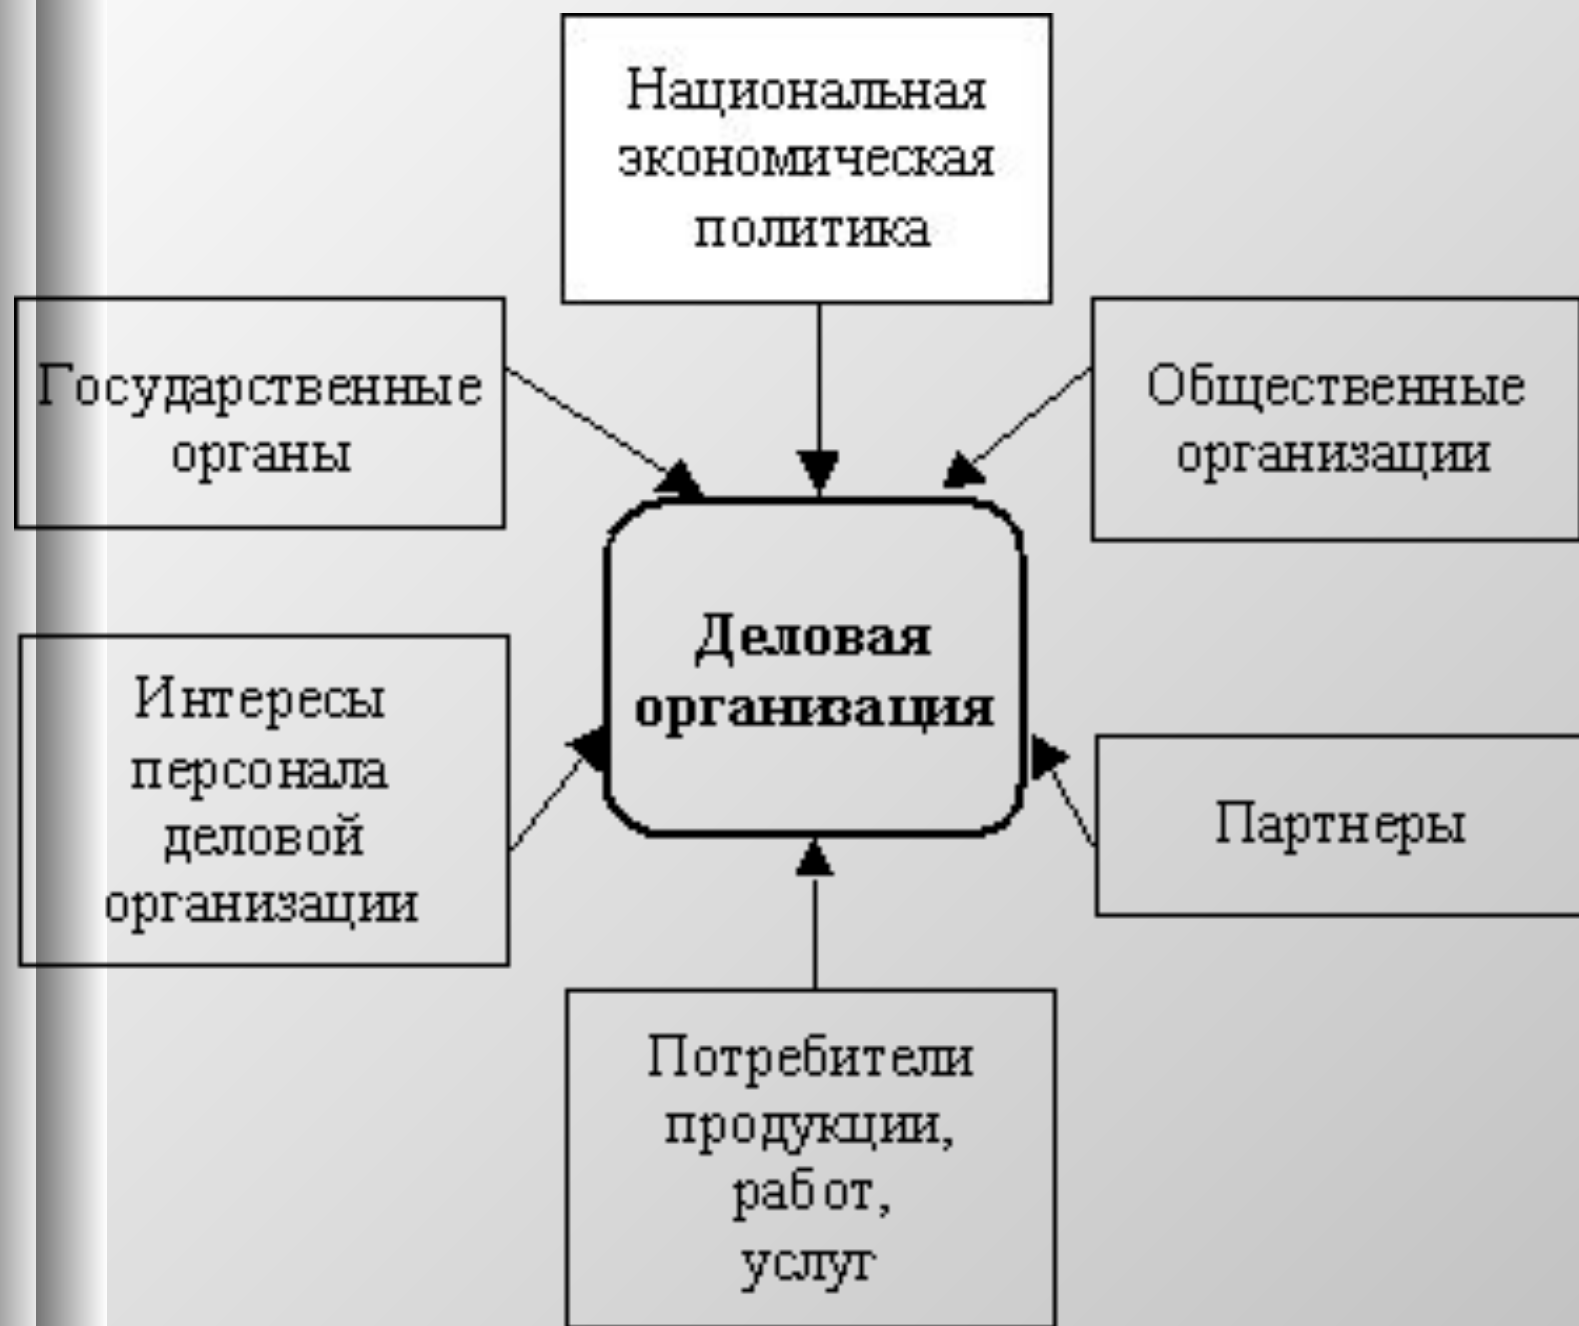 Национальная
экономическая
политика
Государственные
органы
Общественные
организации
Деловая
организация
Интересы
персонала
деловой
организации
Партнеры
Потребители
продукции,
работ,
услуг